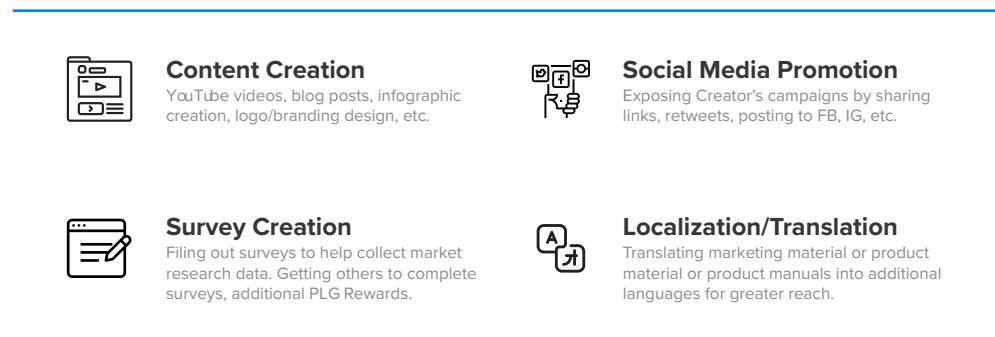 Content Creation
YouTube videos, blog posts, infographic
creation, logo/branding design, etc.
Social Media Promotion
Exposing Creator's campaigns by sharing
links, retweets, posting to FB, IG, etc.
Survey Creation
Filing out surveys to help collect market
research data. Getting others to complete
surveys, additional PLG Rewards.
A
Localization/Translation
Translating marketing material or product
material or product manuals into additional
languages for greater reach.